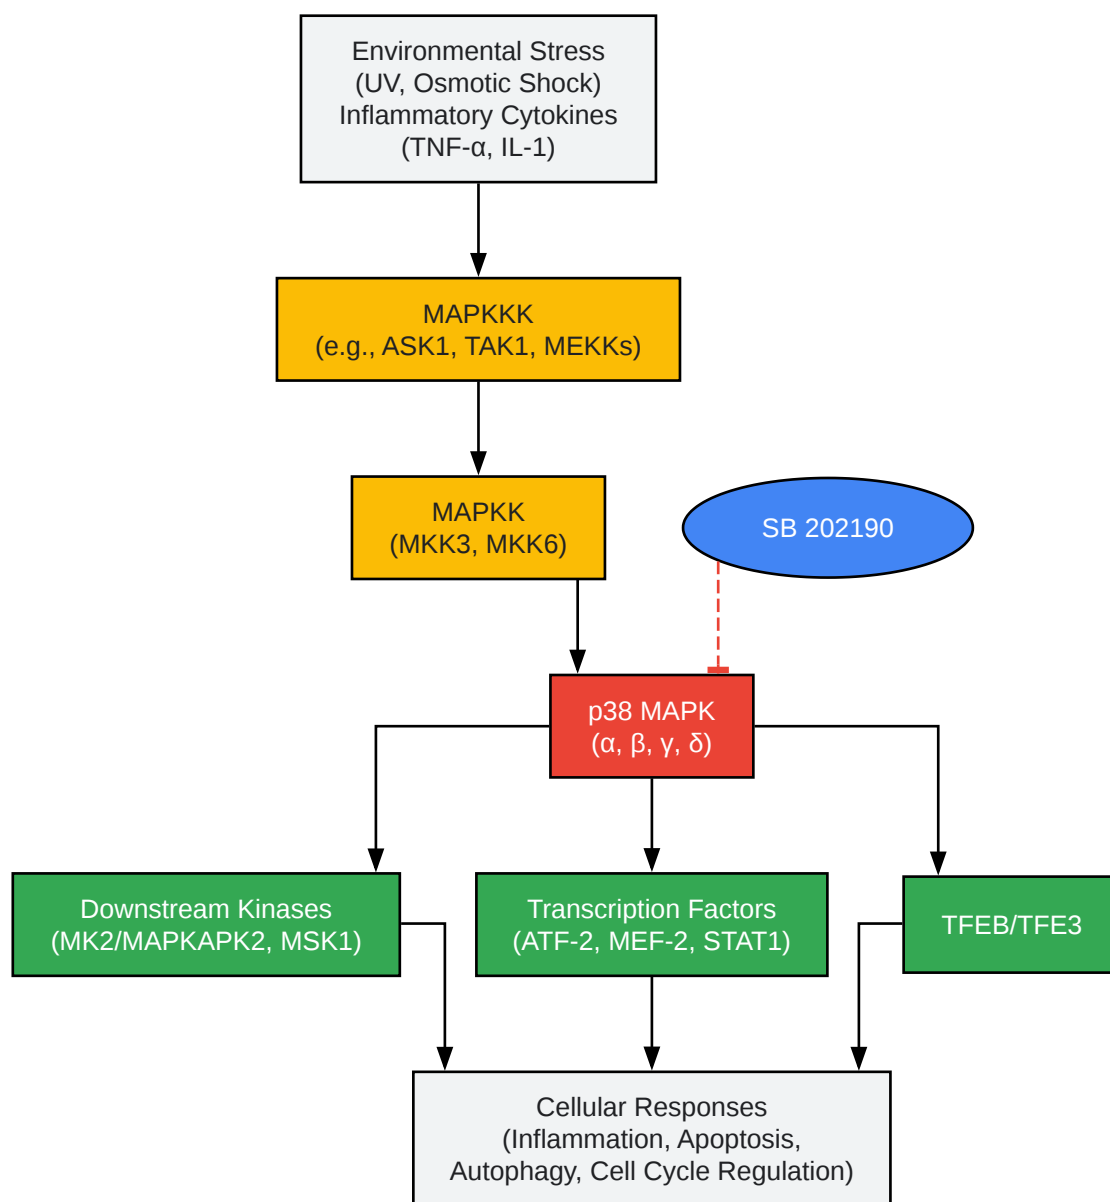 Environmental Stress
(UV, Osmotic Shock)
Inflammatory Cytokines
(TNF-α, IL-1)
MAPKKK
(e.g., ASK1, TAK1, MEKKs)
MAPKK
(MKK3, MKK6)
SB 202190
p38 MAPK
(α, β, γ, δ)
Downstream Kinases
(MK2/MAPKAPK2, MSK1)
Transcription Factors
(ATF-2, MEF-2, STAT1)
TFEB/TFE3
Cellular Responses
(Inflammation, Apoptosis,
Autophagy, Cell Cycle Regulation)